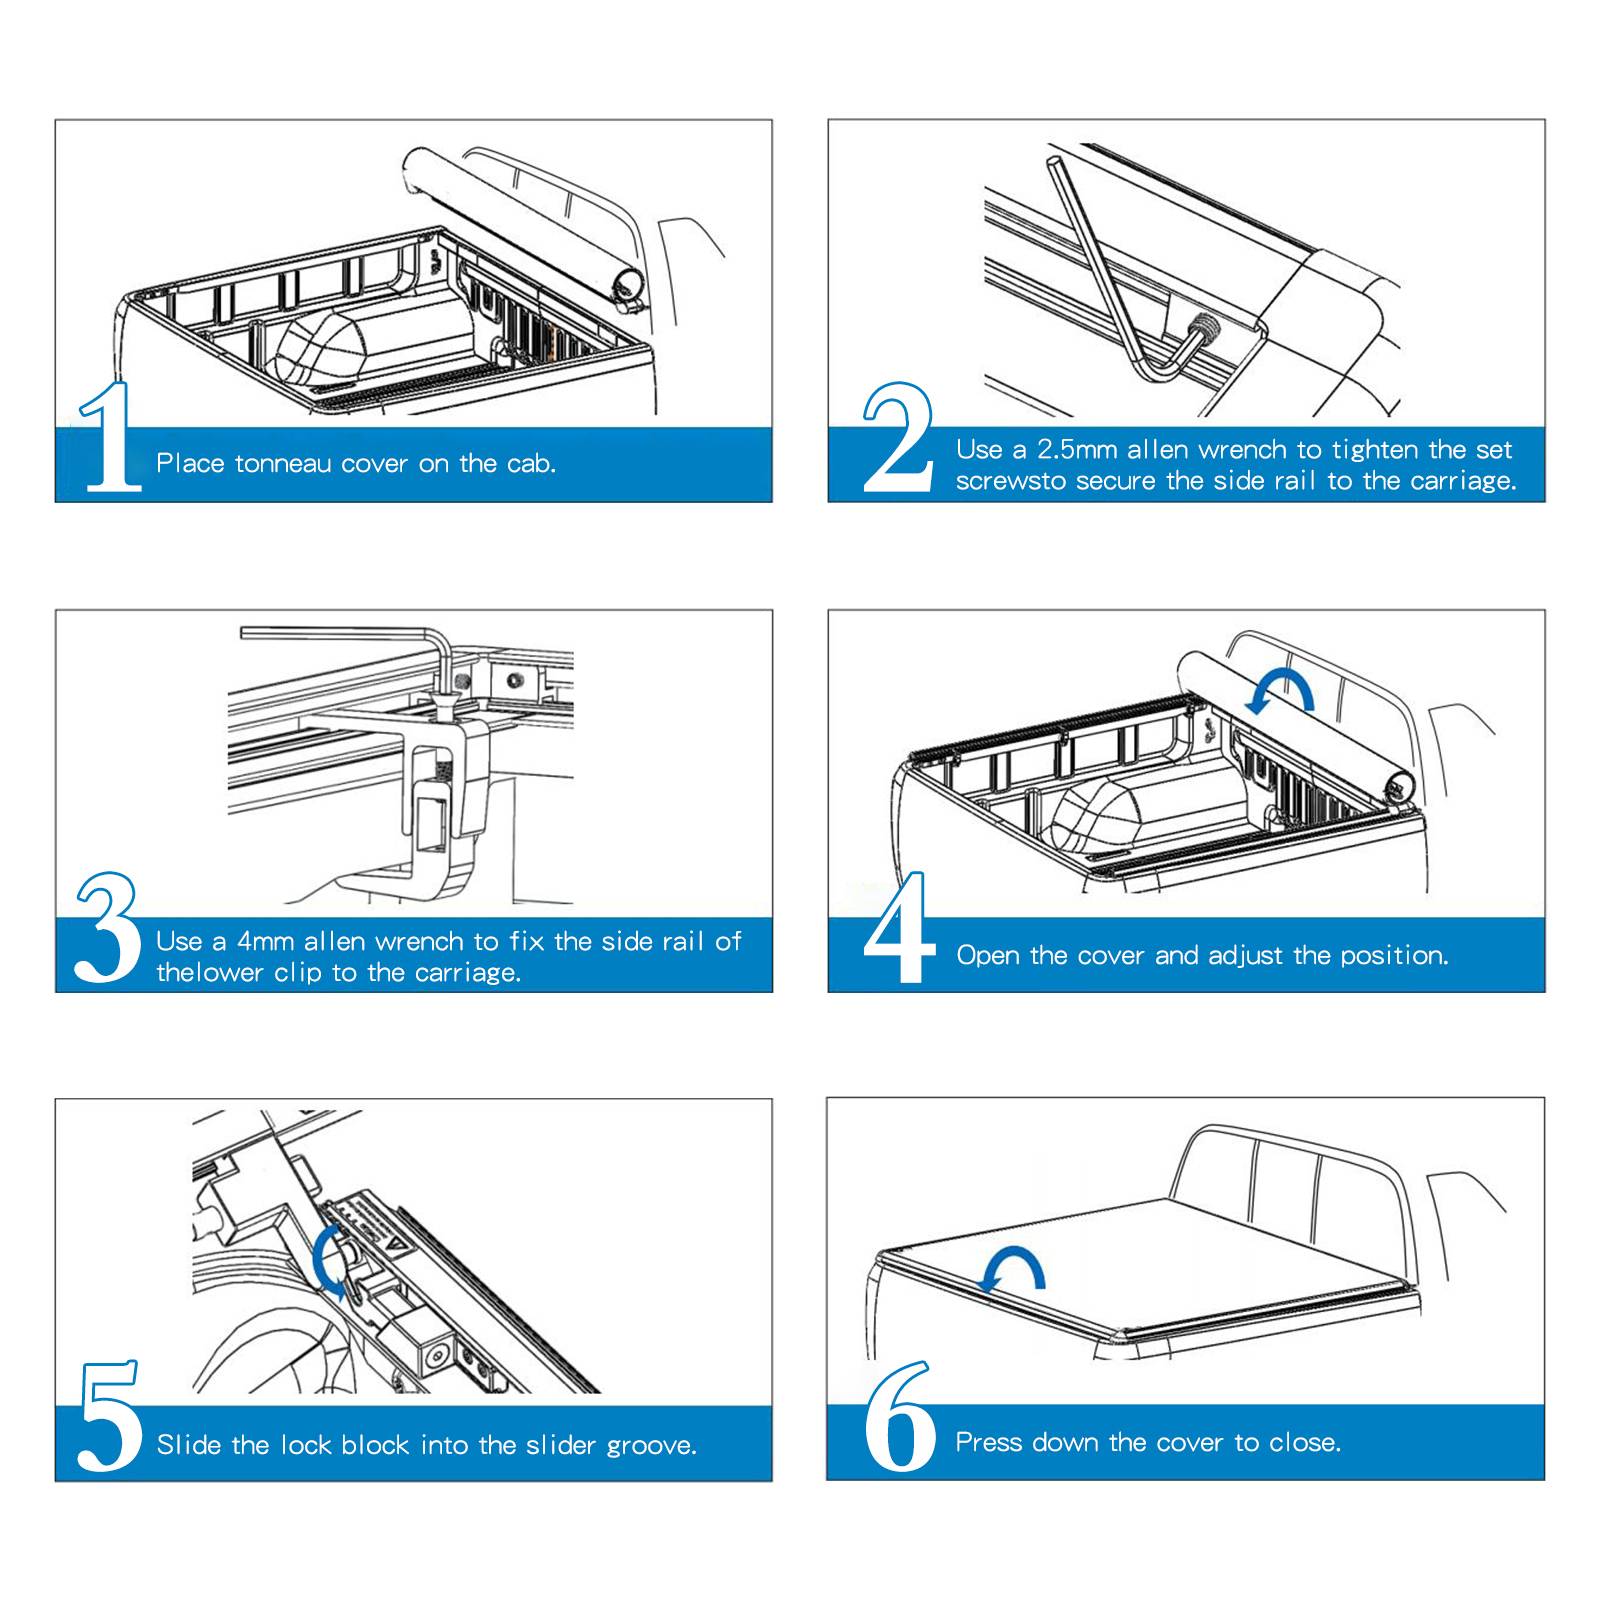 1
Place tonneau cover on the cab.
2
Use a 2.5mm allen wrench to tighten the set
screwsto secure the side rail to the carriage.
3
Use a 4mm allen wrench to fix the side rail of
thelower clip to the carriage.
4
Open the cover and adjust the position.
5
Slide the lock block into the slider groove.
6
Press down the cover to close.